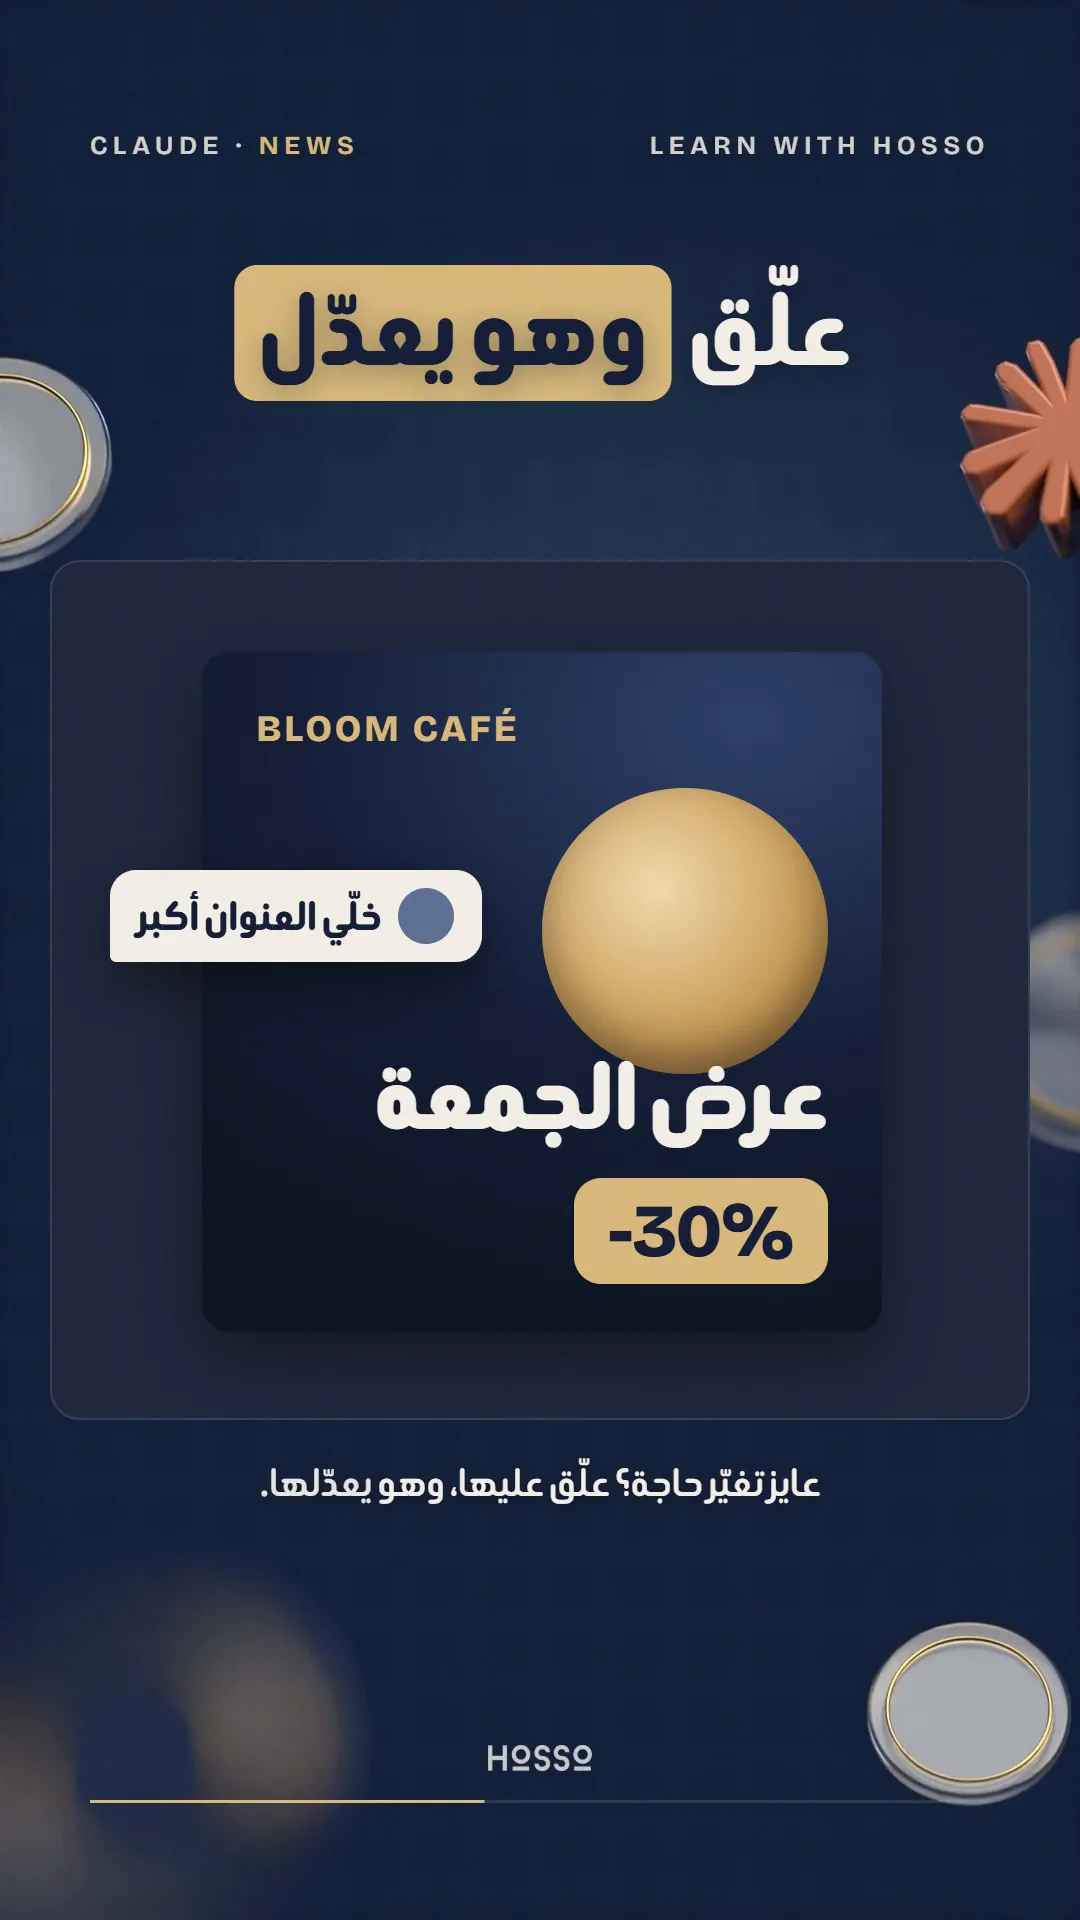 CLAUDE · NEWS
LEARN WITH HOSSO
علّق وهو يعدّل
BLOOM CAFÉ
خلّي العنوان أكبر
عرض الجمعة
-30%
عايز تغيّر حاجة؟ علّق عليها، وهو يعدّلها.
HOSSO